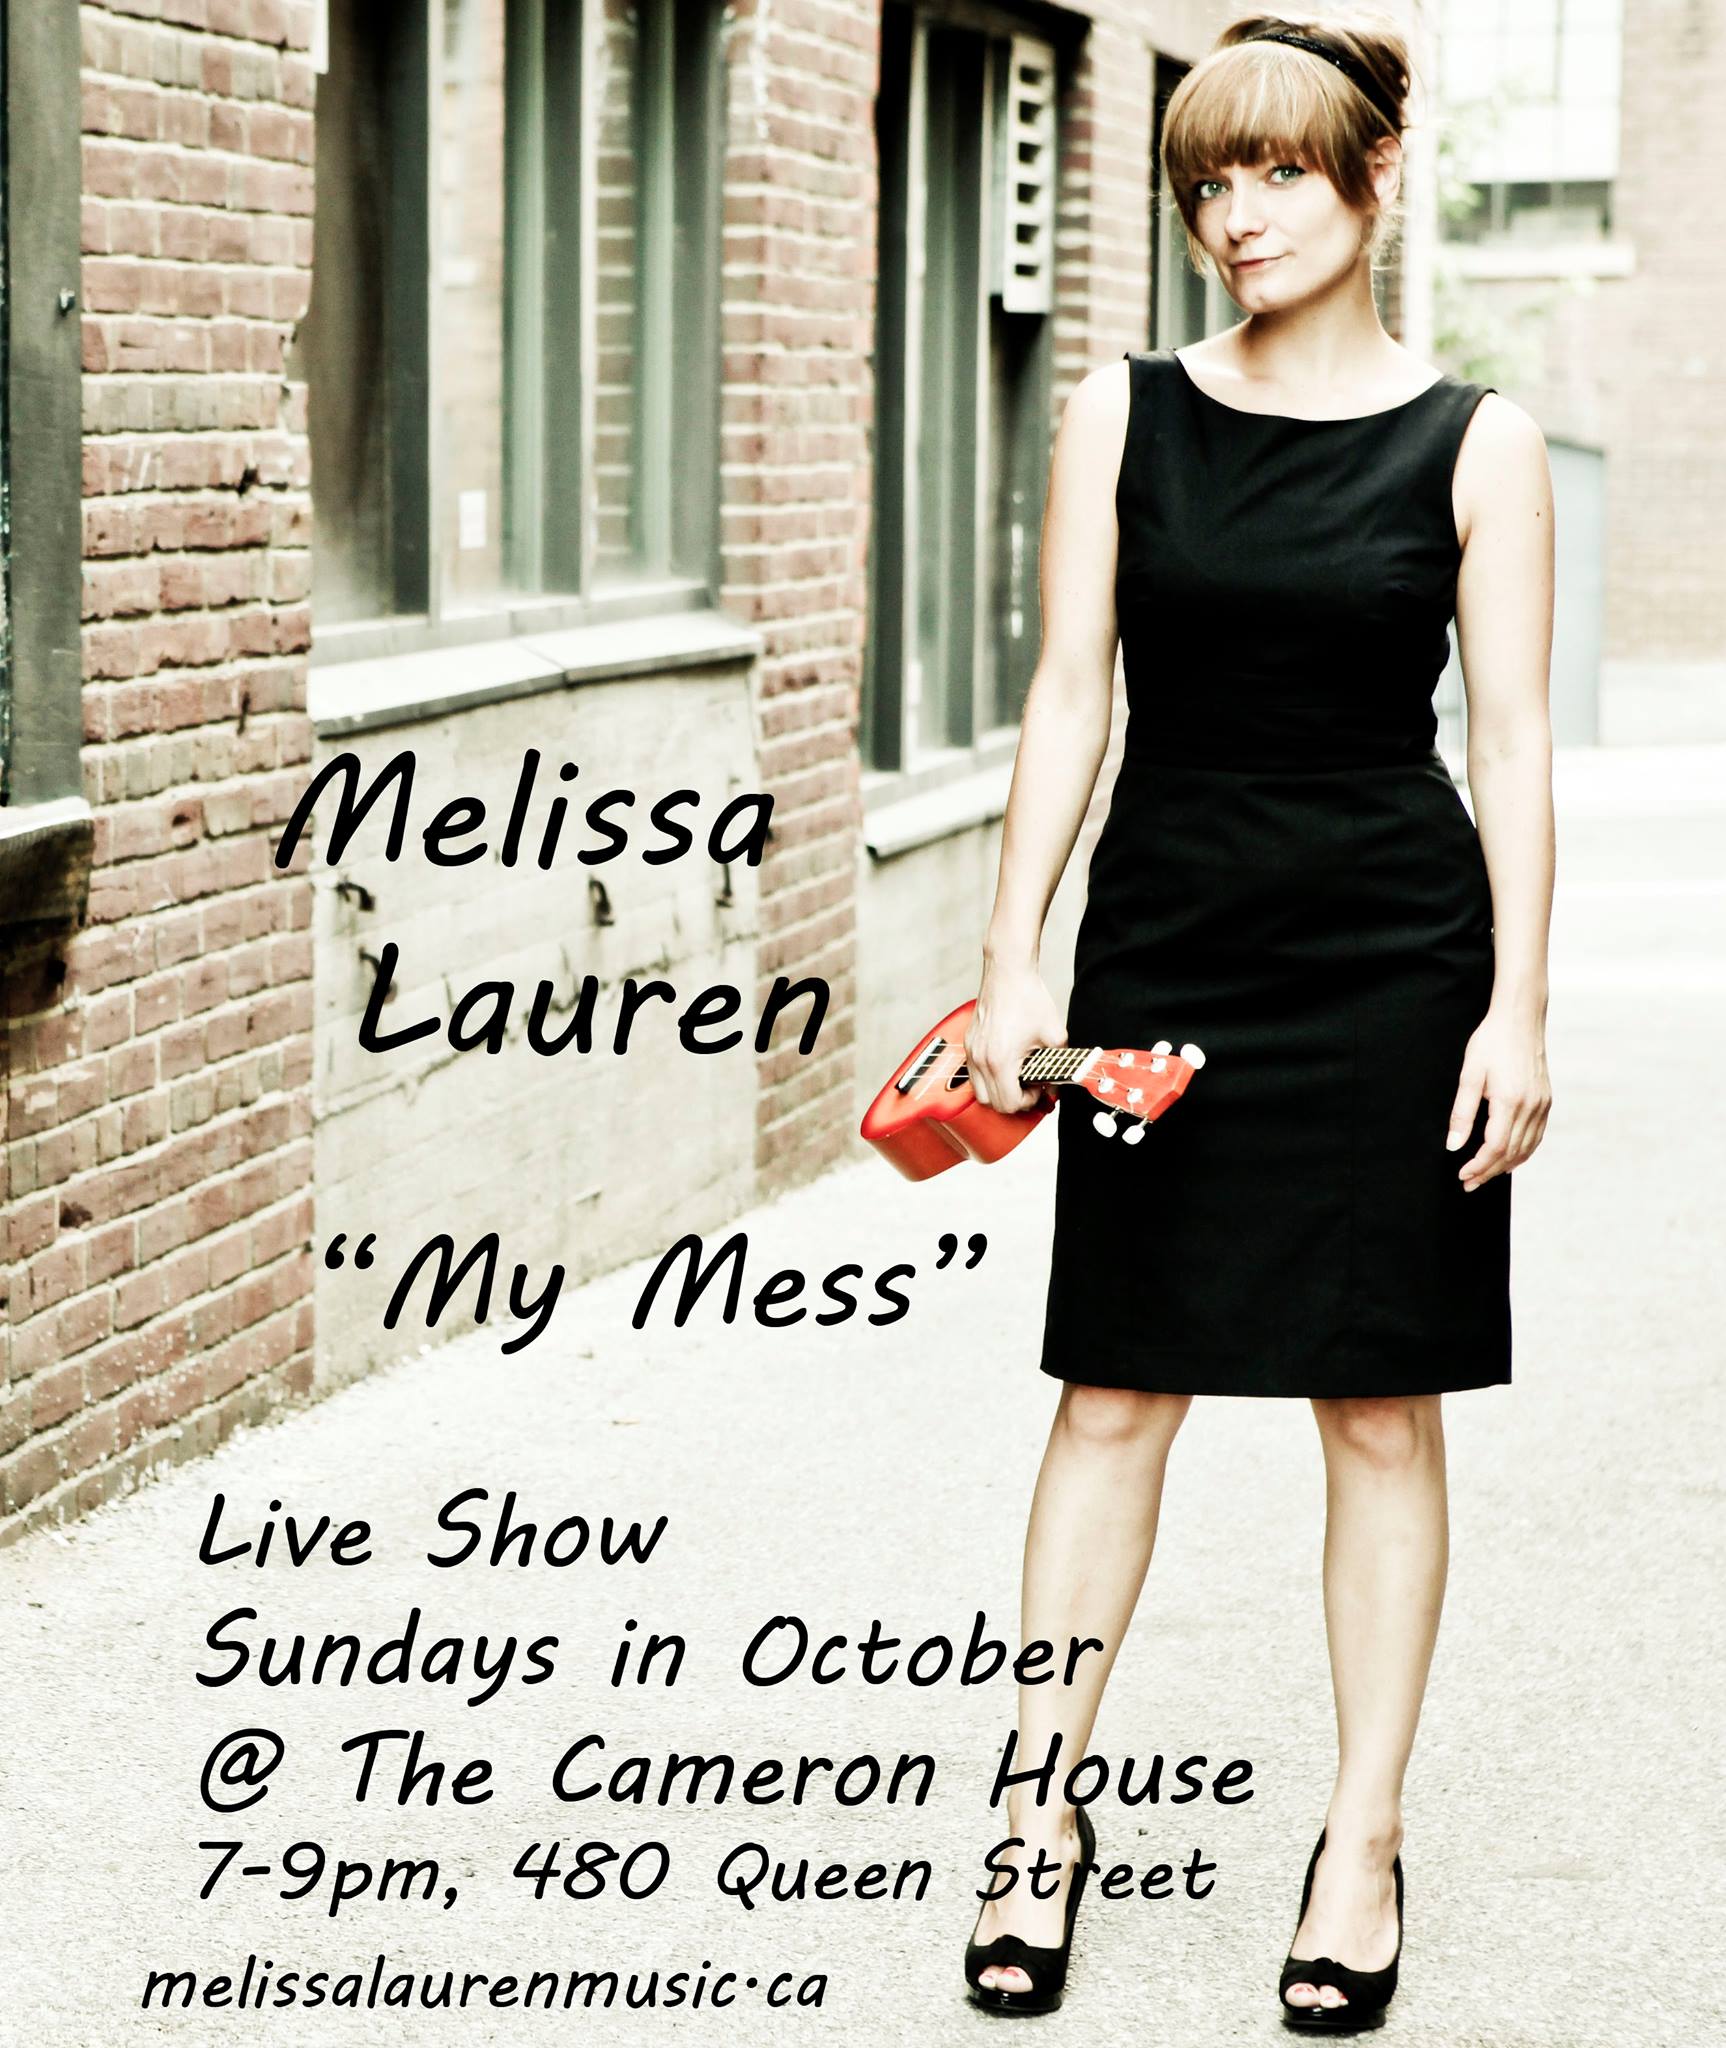 Melissa
Lauren
“My Mess”
Live Show
Sundays in October
@ The Cameron House
7-9pm, 480 Queen Street
melissalaurenmusic.ca